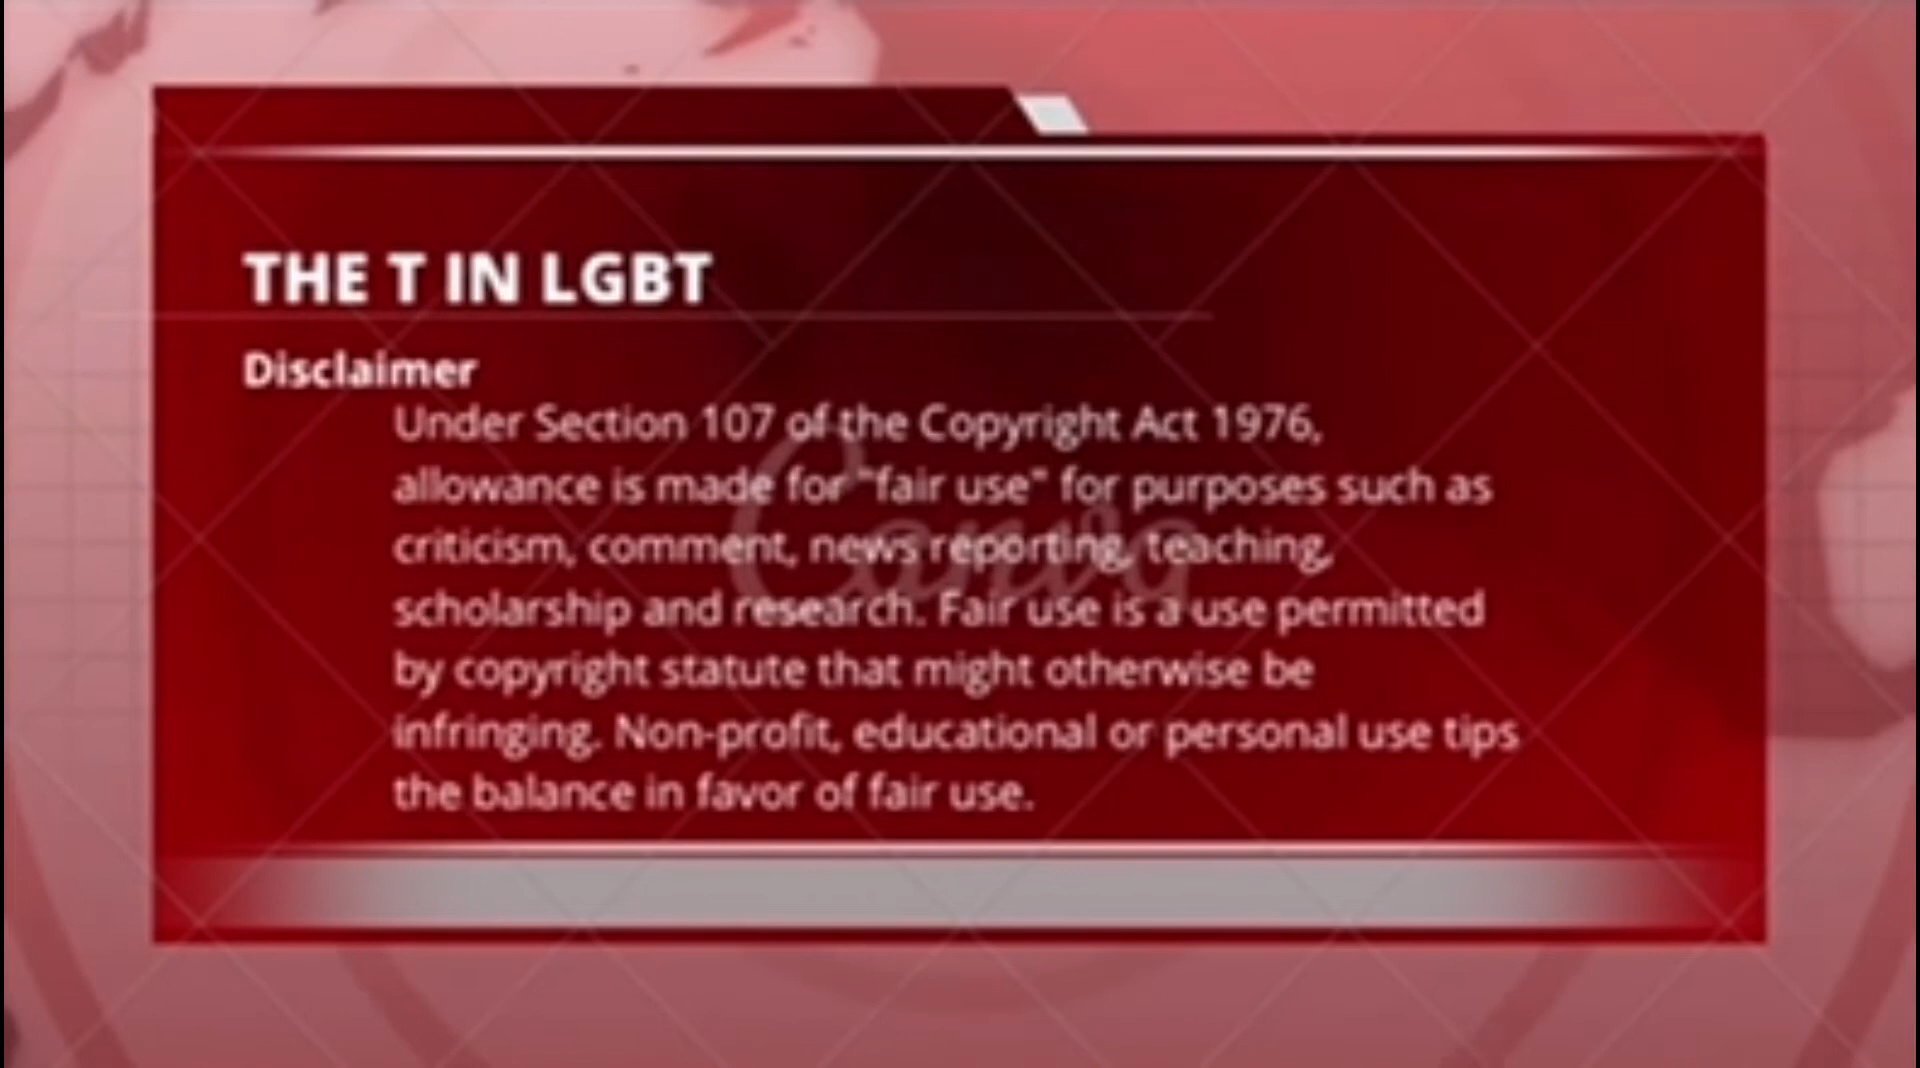 THE T IN LGBT
Disclaimer
Under Section 107 of the Copyright Act 1976,
allowance is made for "fair use" for purposes such as
criticism, comment, news reporting, teaching,
scholarship and research. Fair use is a use permitted
by copyright statute that might otherwise be
infringing. Non-profit, educational or personal use tips
the balance in favor of fair use.
Canva